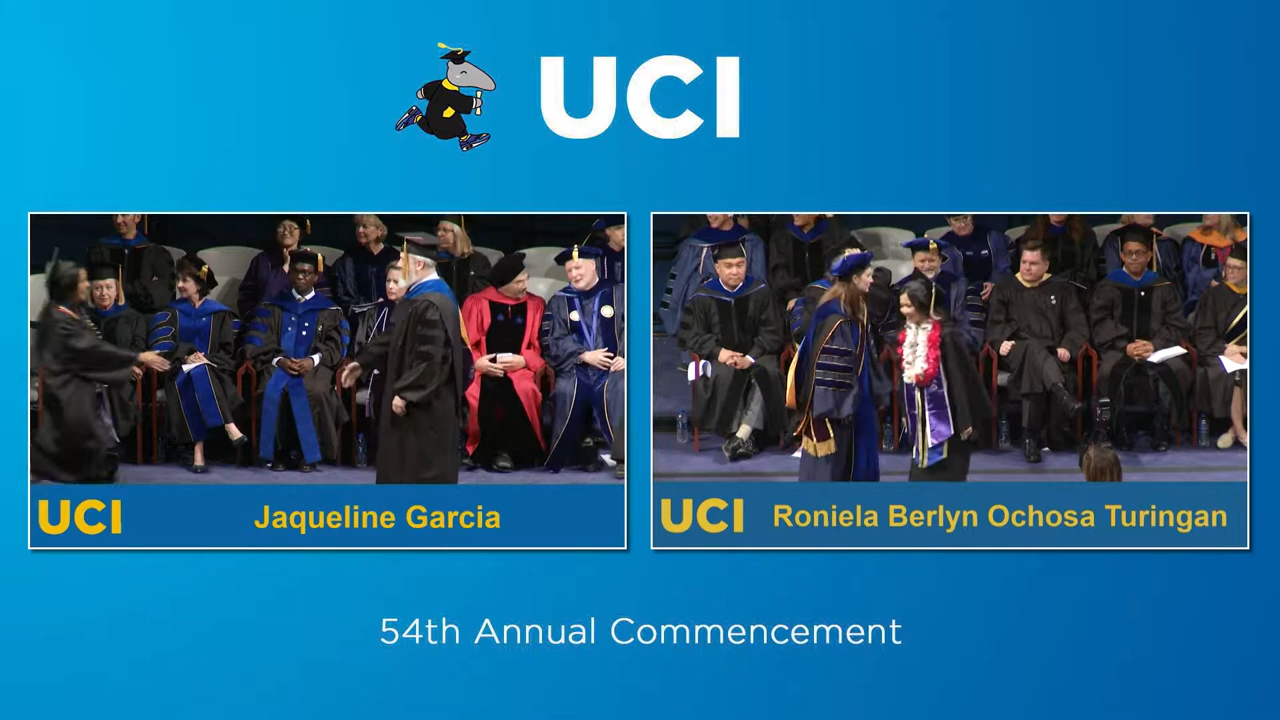 UCI
UCI
Jaqueline Garcia
UCI
Roniela Berlyn Ochosa Turingan
54th Annual Commencement